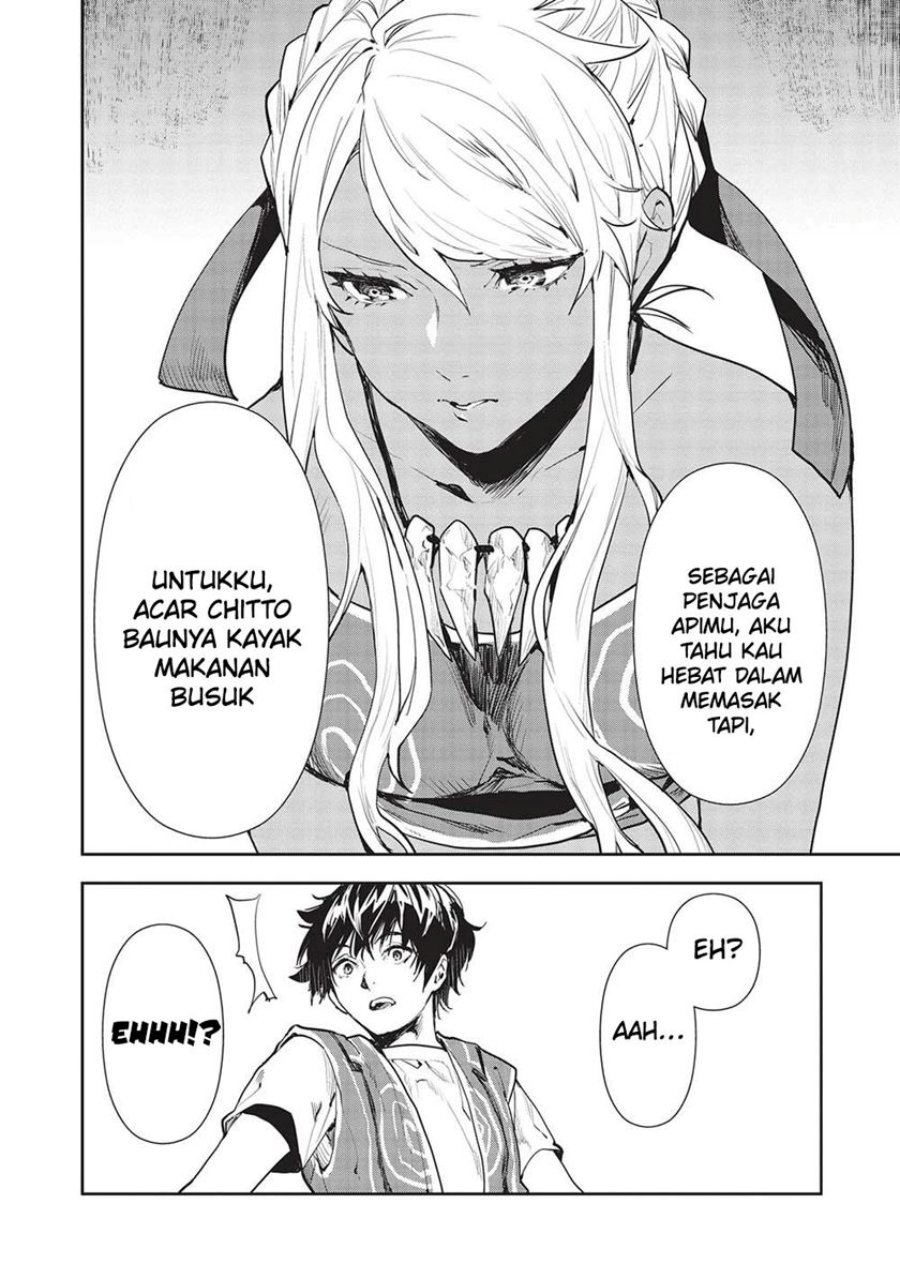 SEBAGAI
PENJAGA
APIMU, AKU
TAHU KAU
HEBAT DALAM
MEMASAK
TAPI,
UNTUKKU,
ACAR CHITTO
BAUNYA KAYAK
MAKANAN
BUSUK
EH?
AAH...
EHHH!?